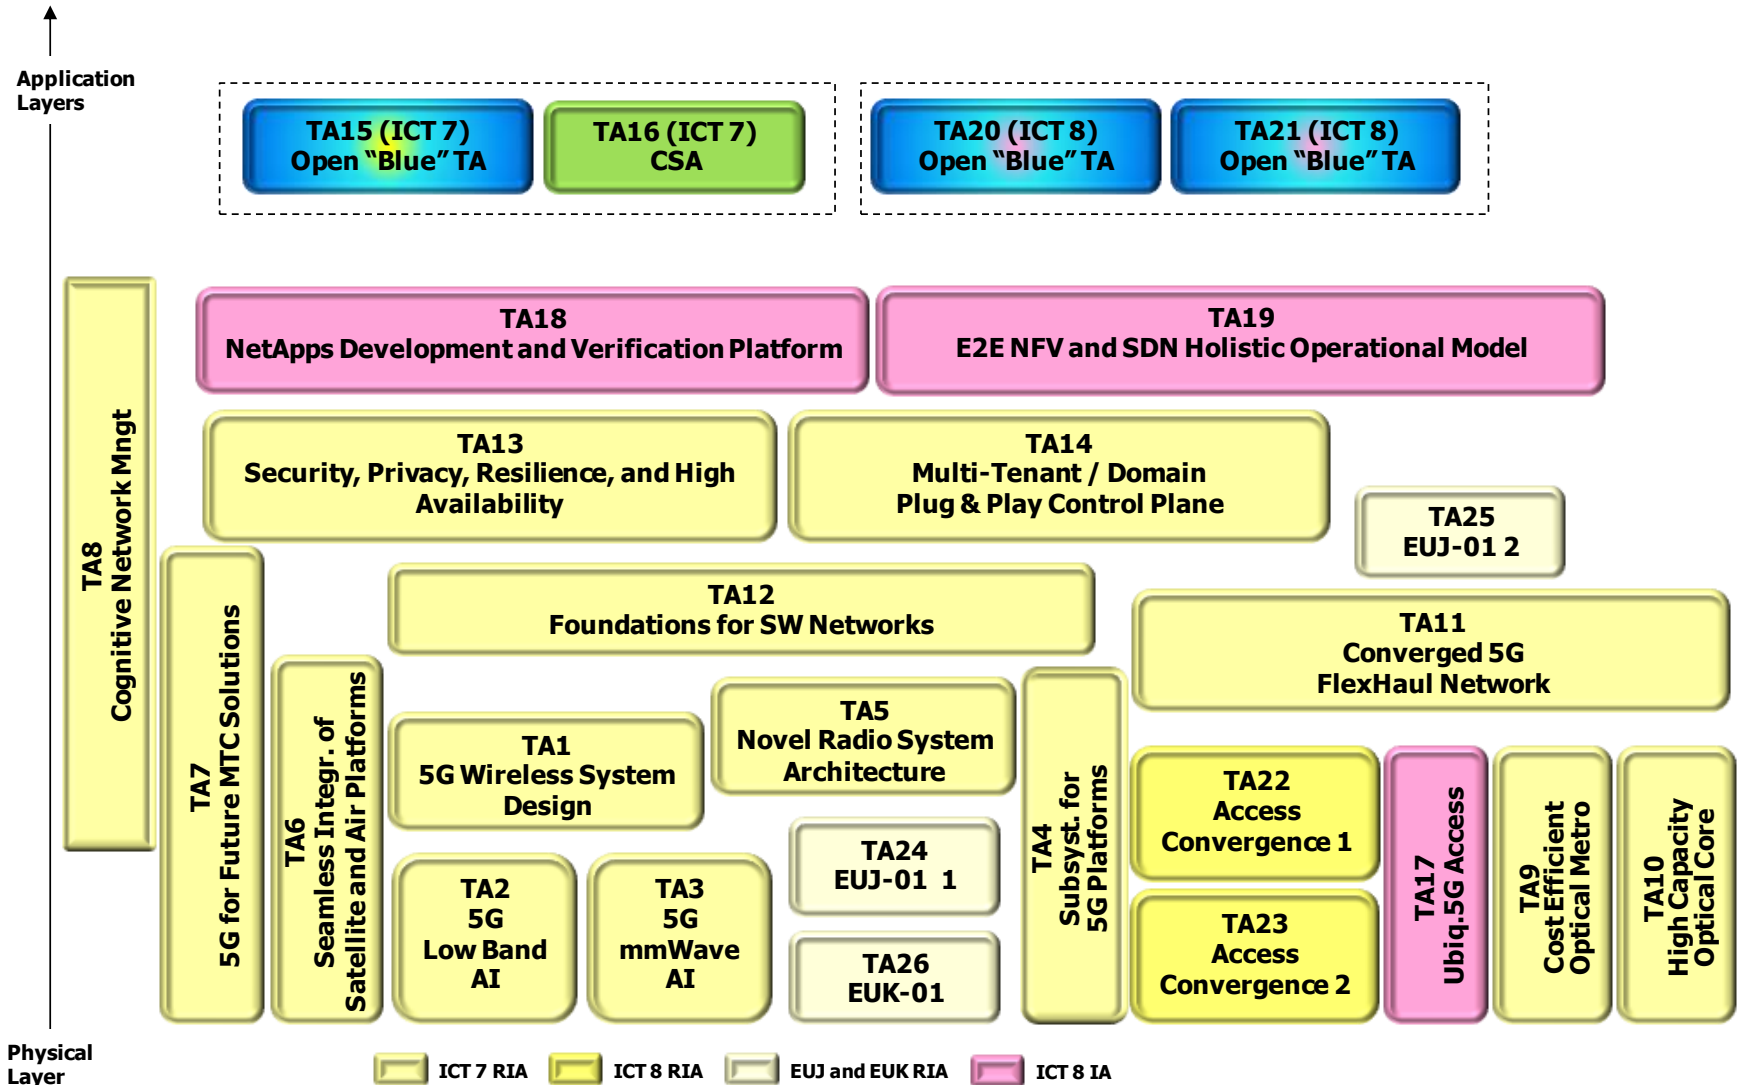 Application
Layers
TA15 (ICT 7)
Open “Blue” TA
TA16 (ICT 7)
CSA
TA20 (ICT 8)
Open “Blue” TA
TA21 (ICT 8)
Open “Blue” TA
TA8
Cognitive Network Mngt
TA18
NetApps Development and Verification Platform
TA19
E2E NFV and SDN Holistic Operational Model
TA13
Security, Privacy, Resilience, and High
Availability
TA14
Multi-Tenant / Domain
Plug & Play Control Plane
TA25
EUJ-01 2
TA7
5G for Future MTC Solutions
TA12
Foundations for SW Networks
TA11
Converged 5G
FlexHaul Network
TA6
Seamless Integr. of
Satellite and Air Platforms
TA1
5G Wireless System
Design
TA5
Novel Radio System
Architecture
TA4
Subsyst. for
5G Platforms
TA22
Access
Convergence 1
TA17
Ubiq.5G Access
TA9
Cost Efficient
Optical Metro
TA10
High Capacity
Optical Core
TA2
5G
Low Band
AI
TA3
5G
mmWave
AI
TA24
EUJ-01 1
TA26
EUK-01
TA23
Access
Convergence 2
Physical
Layer
ICT 7 RIA
ICT 8 RIA
EUJ and EUK RIA
ICT 8 IA